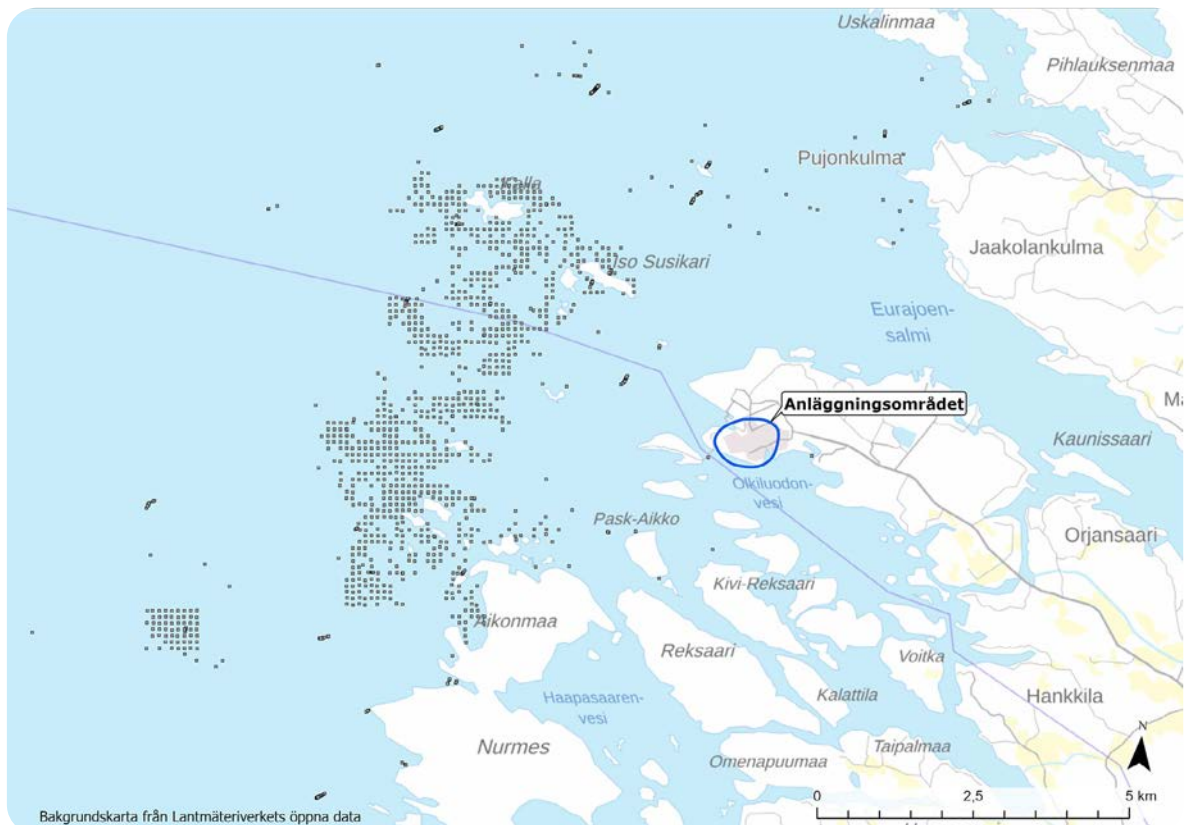 Uskalinmaa
Pihlauksenmaa
Pujonkulma
Kalla
Jaakolankulma
Iso Susikari
Eurajoen-
salmi
Anläggningsområdet
Kaunissaari
Olkiluodon-
vesi
Pask-Aikko
Orjansaari
Kivi-Reksaari
Aikonmaa
Reksaari
Voitka
Haapasaaren-
vesi
Kalattila
Hankkila
Nurmes
Omenapuumaa
Taipalmaa
N
0 2,5 5 km
Bakgrundskarta från Lantmäteriverkets öppna data